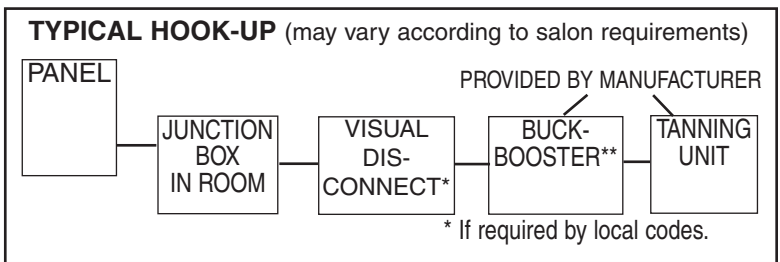 TYPICAL HOOK-UP (may vary according to salon requirements)
PANEL
PROVIDED BY MANUFACTURER
JUNCTION
BOX
IN ROOM
VISUAL
DIS-
CONNECT*
BUCK-
BOOSTER**
TANNING
UNIT
* If required by local codes.